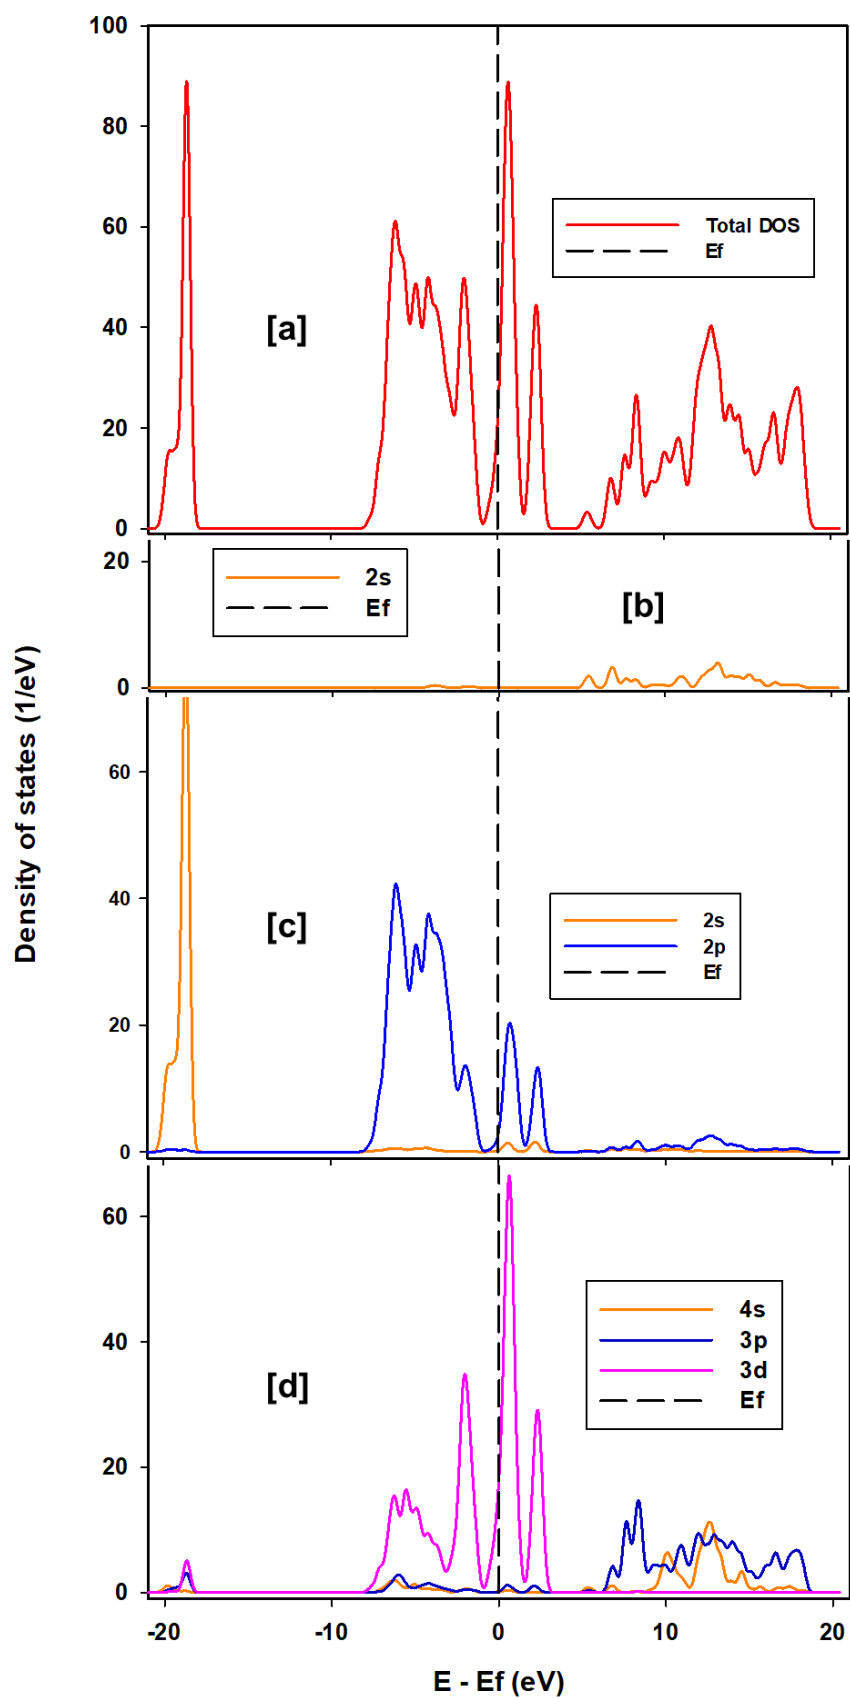 100
80
60
40
20
0
Total DOS
Ef
[a]
20
0
2s
Ef
[b]
Density of states (1/eV)
60
40
20
0
[c]
2s
2p
Ef
60
40
20
0
[d]
4s
3p
3d
Ef
-20 -10 0 10 20
E - Ef (eV)